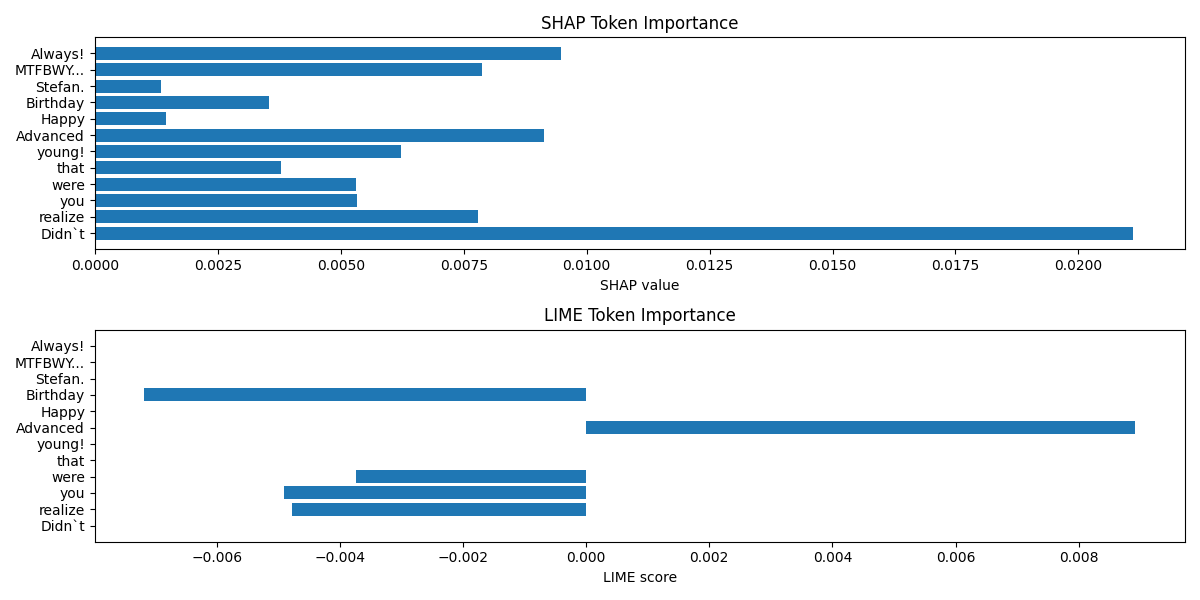 SHAP Token Importance
Always!
MTFBWY...
Stefan.
Birthday
Happy
Advanced
young!
that
were
you
realize
Didn`t
0.0000 0.0025 0.0050 0.0075 0.0100 0.0125 0.0150 0.0175 0.0200
SHAP value
LIME Token Importance
Always!
MTFBWY...
Stefan.
Birthday
Happy
Advanced
young!
that
were
you
realize
Didn`t
−0.006 −0.004 −0.002 0.000 0.002 0.004 0.006 0.008
LIME score